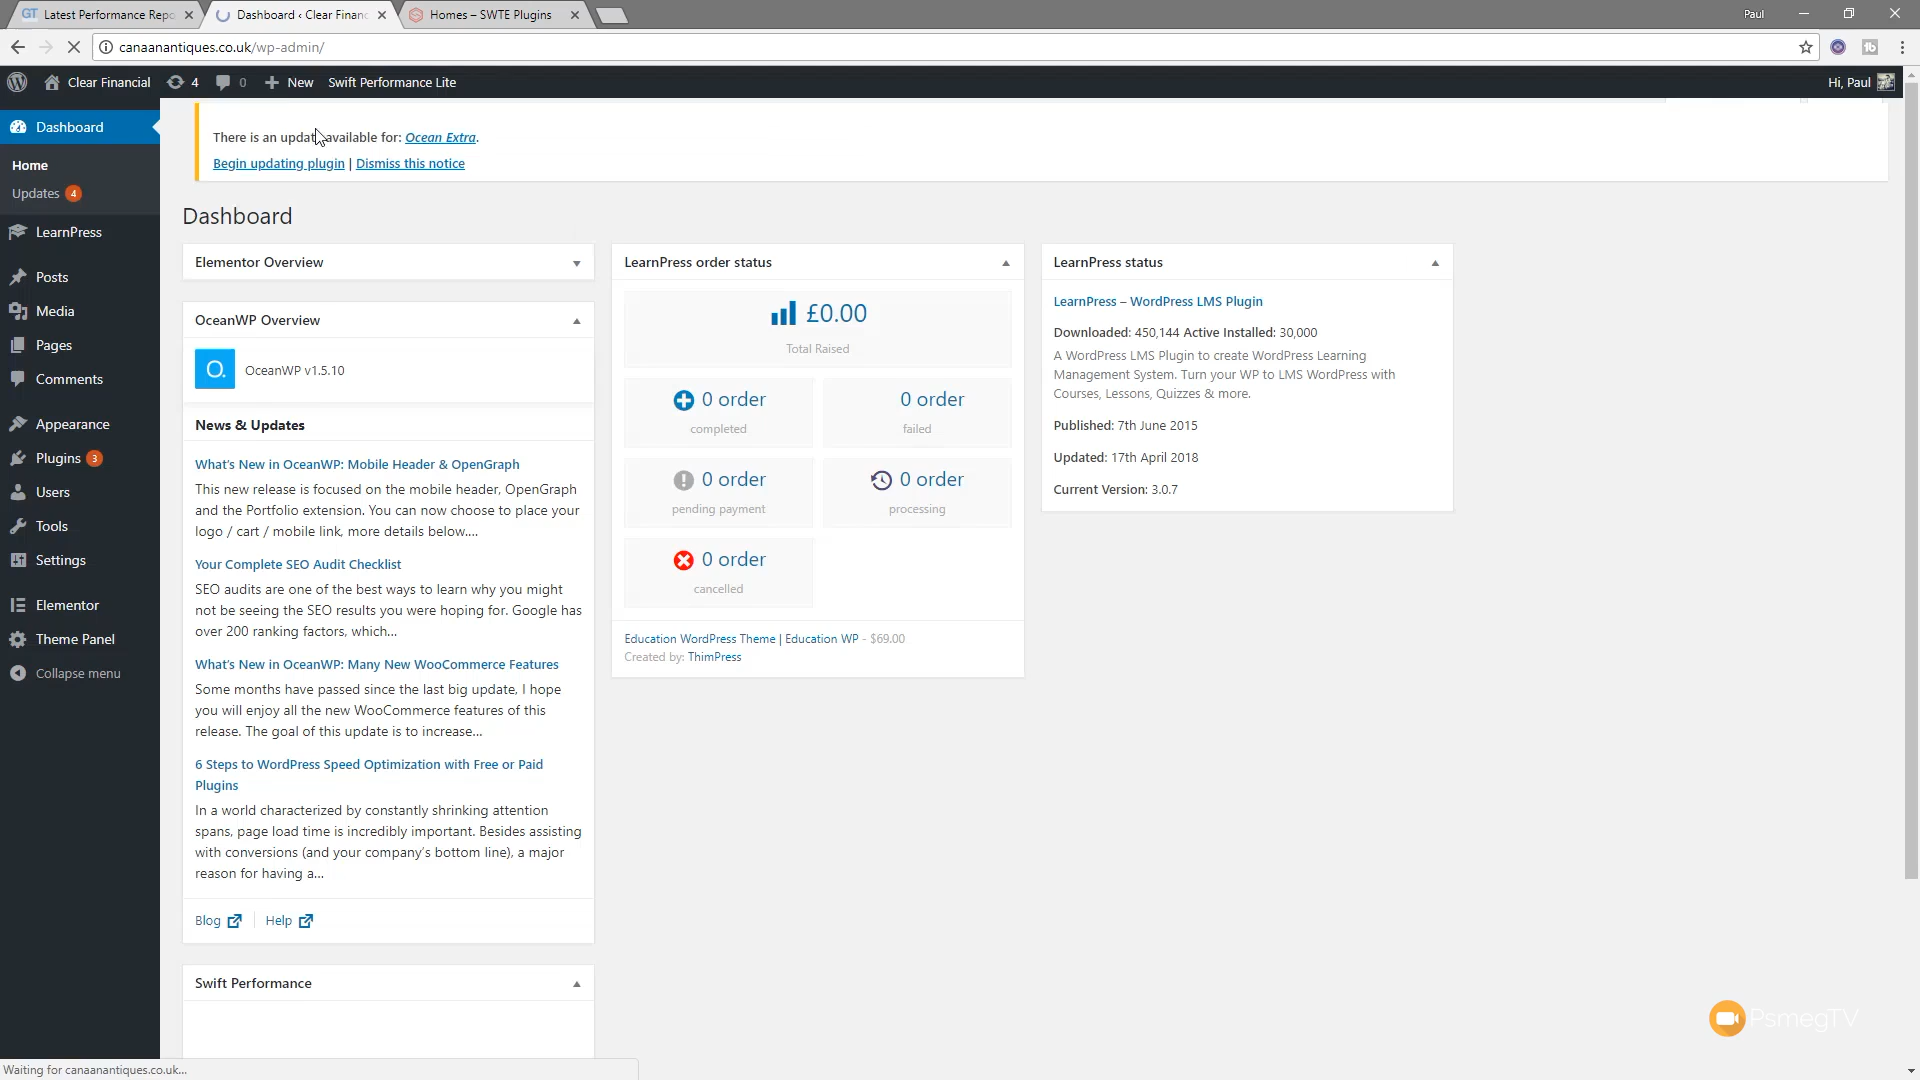 GT Latest Performance Repo
Dashboard ‹ Clear Financ
Homes – SWTE Plugins
Paul
canaanantiques.co.uk/wp-admin/
Clear Financial
4
0
New
Swift Performance Lite
Hi, Paul
Dashboard
Home
Updates 4
LearnPress
Posts
Media
Pages
Comments
Appearance
Plugins 3
Users
Tools
Settings
Elementor
Theme Panel
Collapse menu
There is an update available for: Ocean Extra.
Begin updating plugin | Dismiss this notice
Dashboard
Elementor Overview
OceanWP Overview
O.
OceanWP v1.5.10
News & Updates
What's New in OceanWP: Mobile Header & OpenGraph
This new release is focused on the mobile header, OpenGraph
and the Portfolio extension. You can now choose to place your
logo / cart / mobile link, more details below....
Your Complete SEO Audit Checklist
SEO audits are one of the best ways to learn why you might
not be seeing the SEO results you were hoping for. Google has
over 200 ranking factors, which...
What's New in OceanWP: Many New WooCommerce Features
Some months have passed since the last big update, I hope
you will enjoy all the new WooCommerce features of this
release. The goal of this update is to increase...
6 Steps to WordPress Speed Optimization with Free or Paid
Plugins
In a world characterized by constantly shrinking attention
spans, page load time is incredibly important. Besides assisting
with conversions (and your company's bottom line), a major
reason for having a...
Blog
Help
Swift Performance
LearnPress order status
£0.00
Total Raised
0 order
completed
0 order
failed
0 order
pending payment
0 order
processing
0 order
cancelled
Education WordPress Theme | Education WP - $69.00
Created by: ThimPress
LearnPress status
LearnPress – WordPress LMS Plugin
Downloaded: 450,144 Active Installed: 30,000
A WordPress LMS Plugin to create WordPress Learning
Management System. Turn your WP to LMS WordPress with
Courses, Lessons, Quizzes & more.
Published: 7th June 2015
Updated: 17th April 2018
Current Version: 3.0.7
PsmegTV
Waiting for canaanantiques.co.uk...